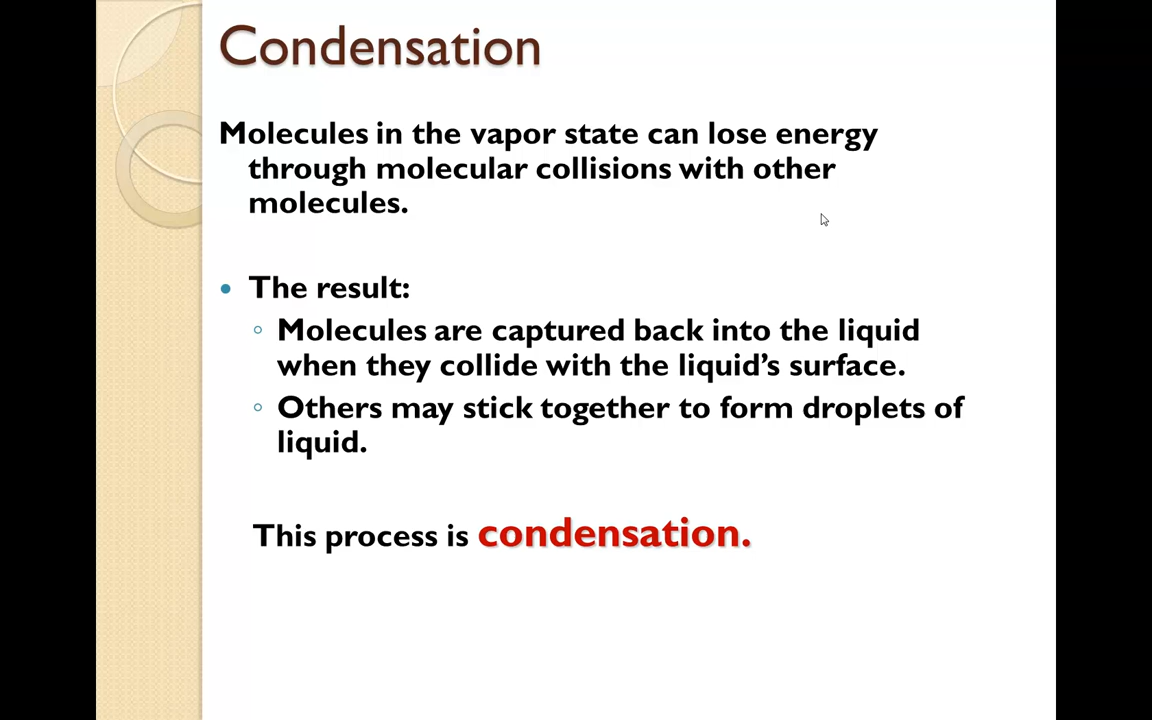 Condensation
Molecules in the vapor state can lose energy
through molecular collisions with other
molecules.
• The result:
◦ Molecules are captured back into the liquid
when they collide with the liquid’s surface.
◦ Others may stick together to form droplets of
liquid.
This process is condensation.